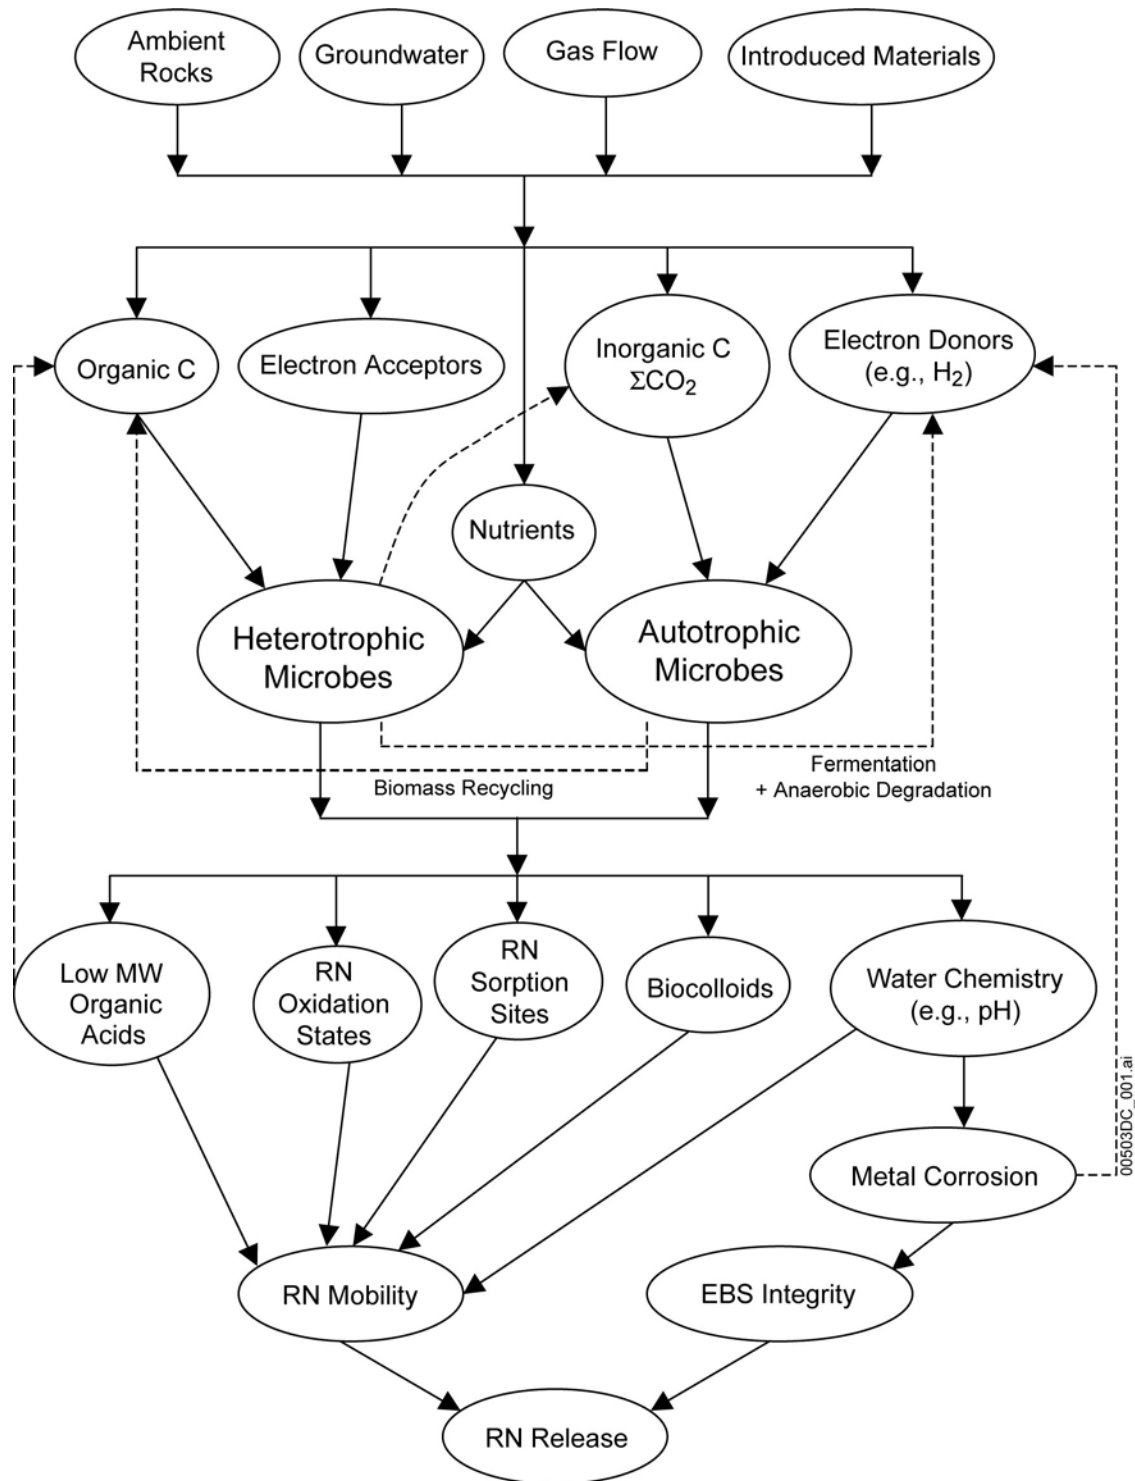 Ambient
Rocks
Groundwater
Gas Flow
Introduced Materials
Organic C
Electron Acceptors
Inorganic C
ΣCO₂
Electron Donors
(e.g., H₂)
Nutrients
Heterotrophic
Microbes
Autotrophic
Microbes
Biomass Recycling
Fermentation
+ Anaerobic Degradation
Low MW
Organic
Acids
RN
Oxidation
States
RN
Sorption
Sites
Biocolloids
Water Chemistry
(e.g., pH)
Metal Corrosion
RN Mobility
EBS Integrity
RN Release
00503DC_001.ai